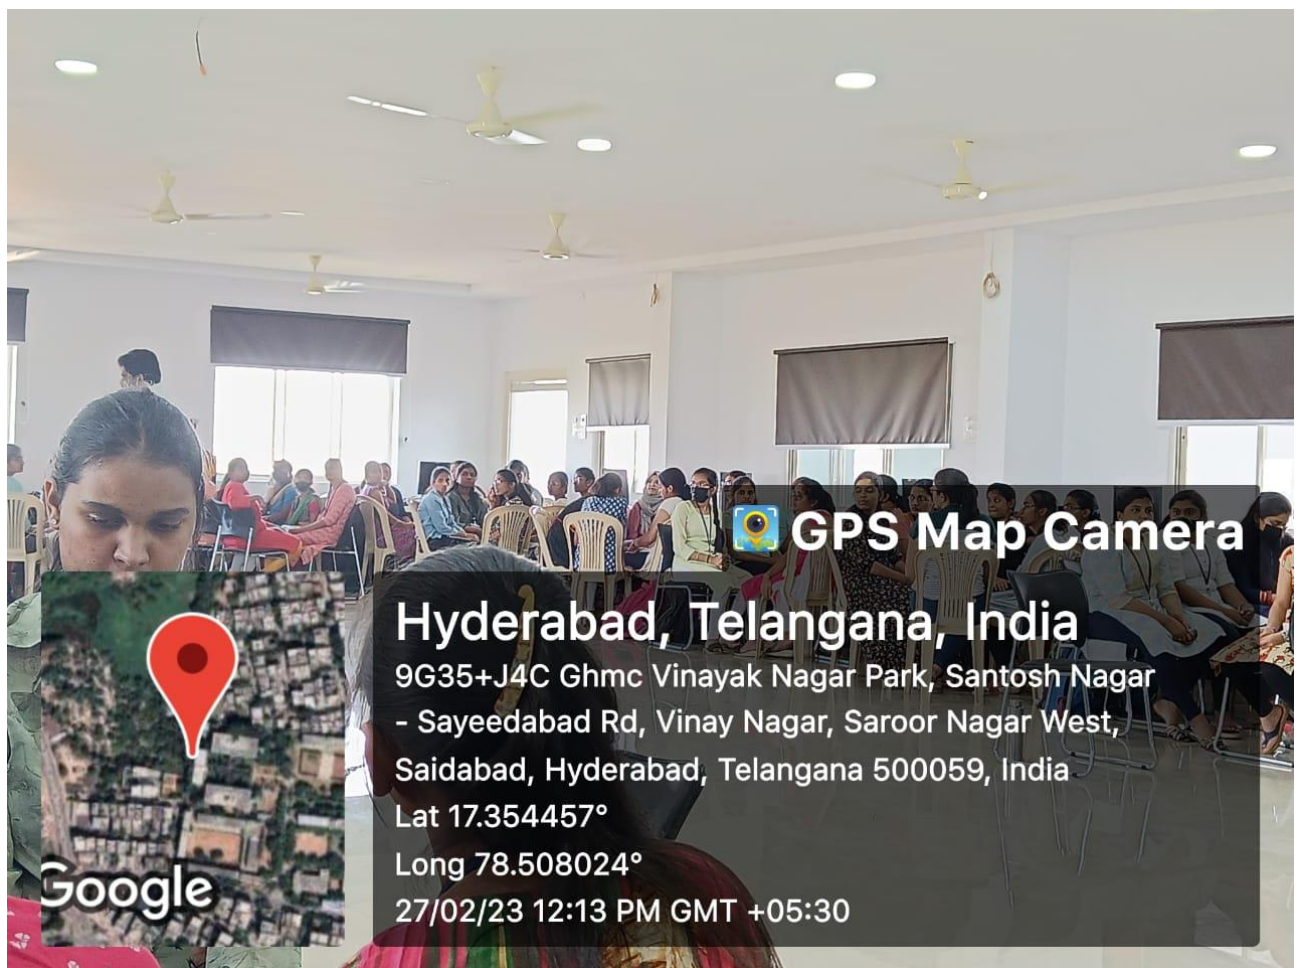 GPS Map Camera
Hyderabad, Telangana, India
9G35+J4C Ghmc Vinayak Nagar Park, Santosh Nagar
- Sayeedabad Rd, Vinay Nagar, Saroor Nagar West,
Saidabad, Hyderabad, Telangana 500059, India
Lat 17.354457°
Long 78.508024°
27/02/23 12:13 PM GMT +05:30
Google